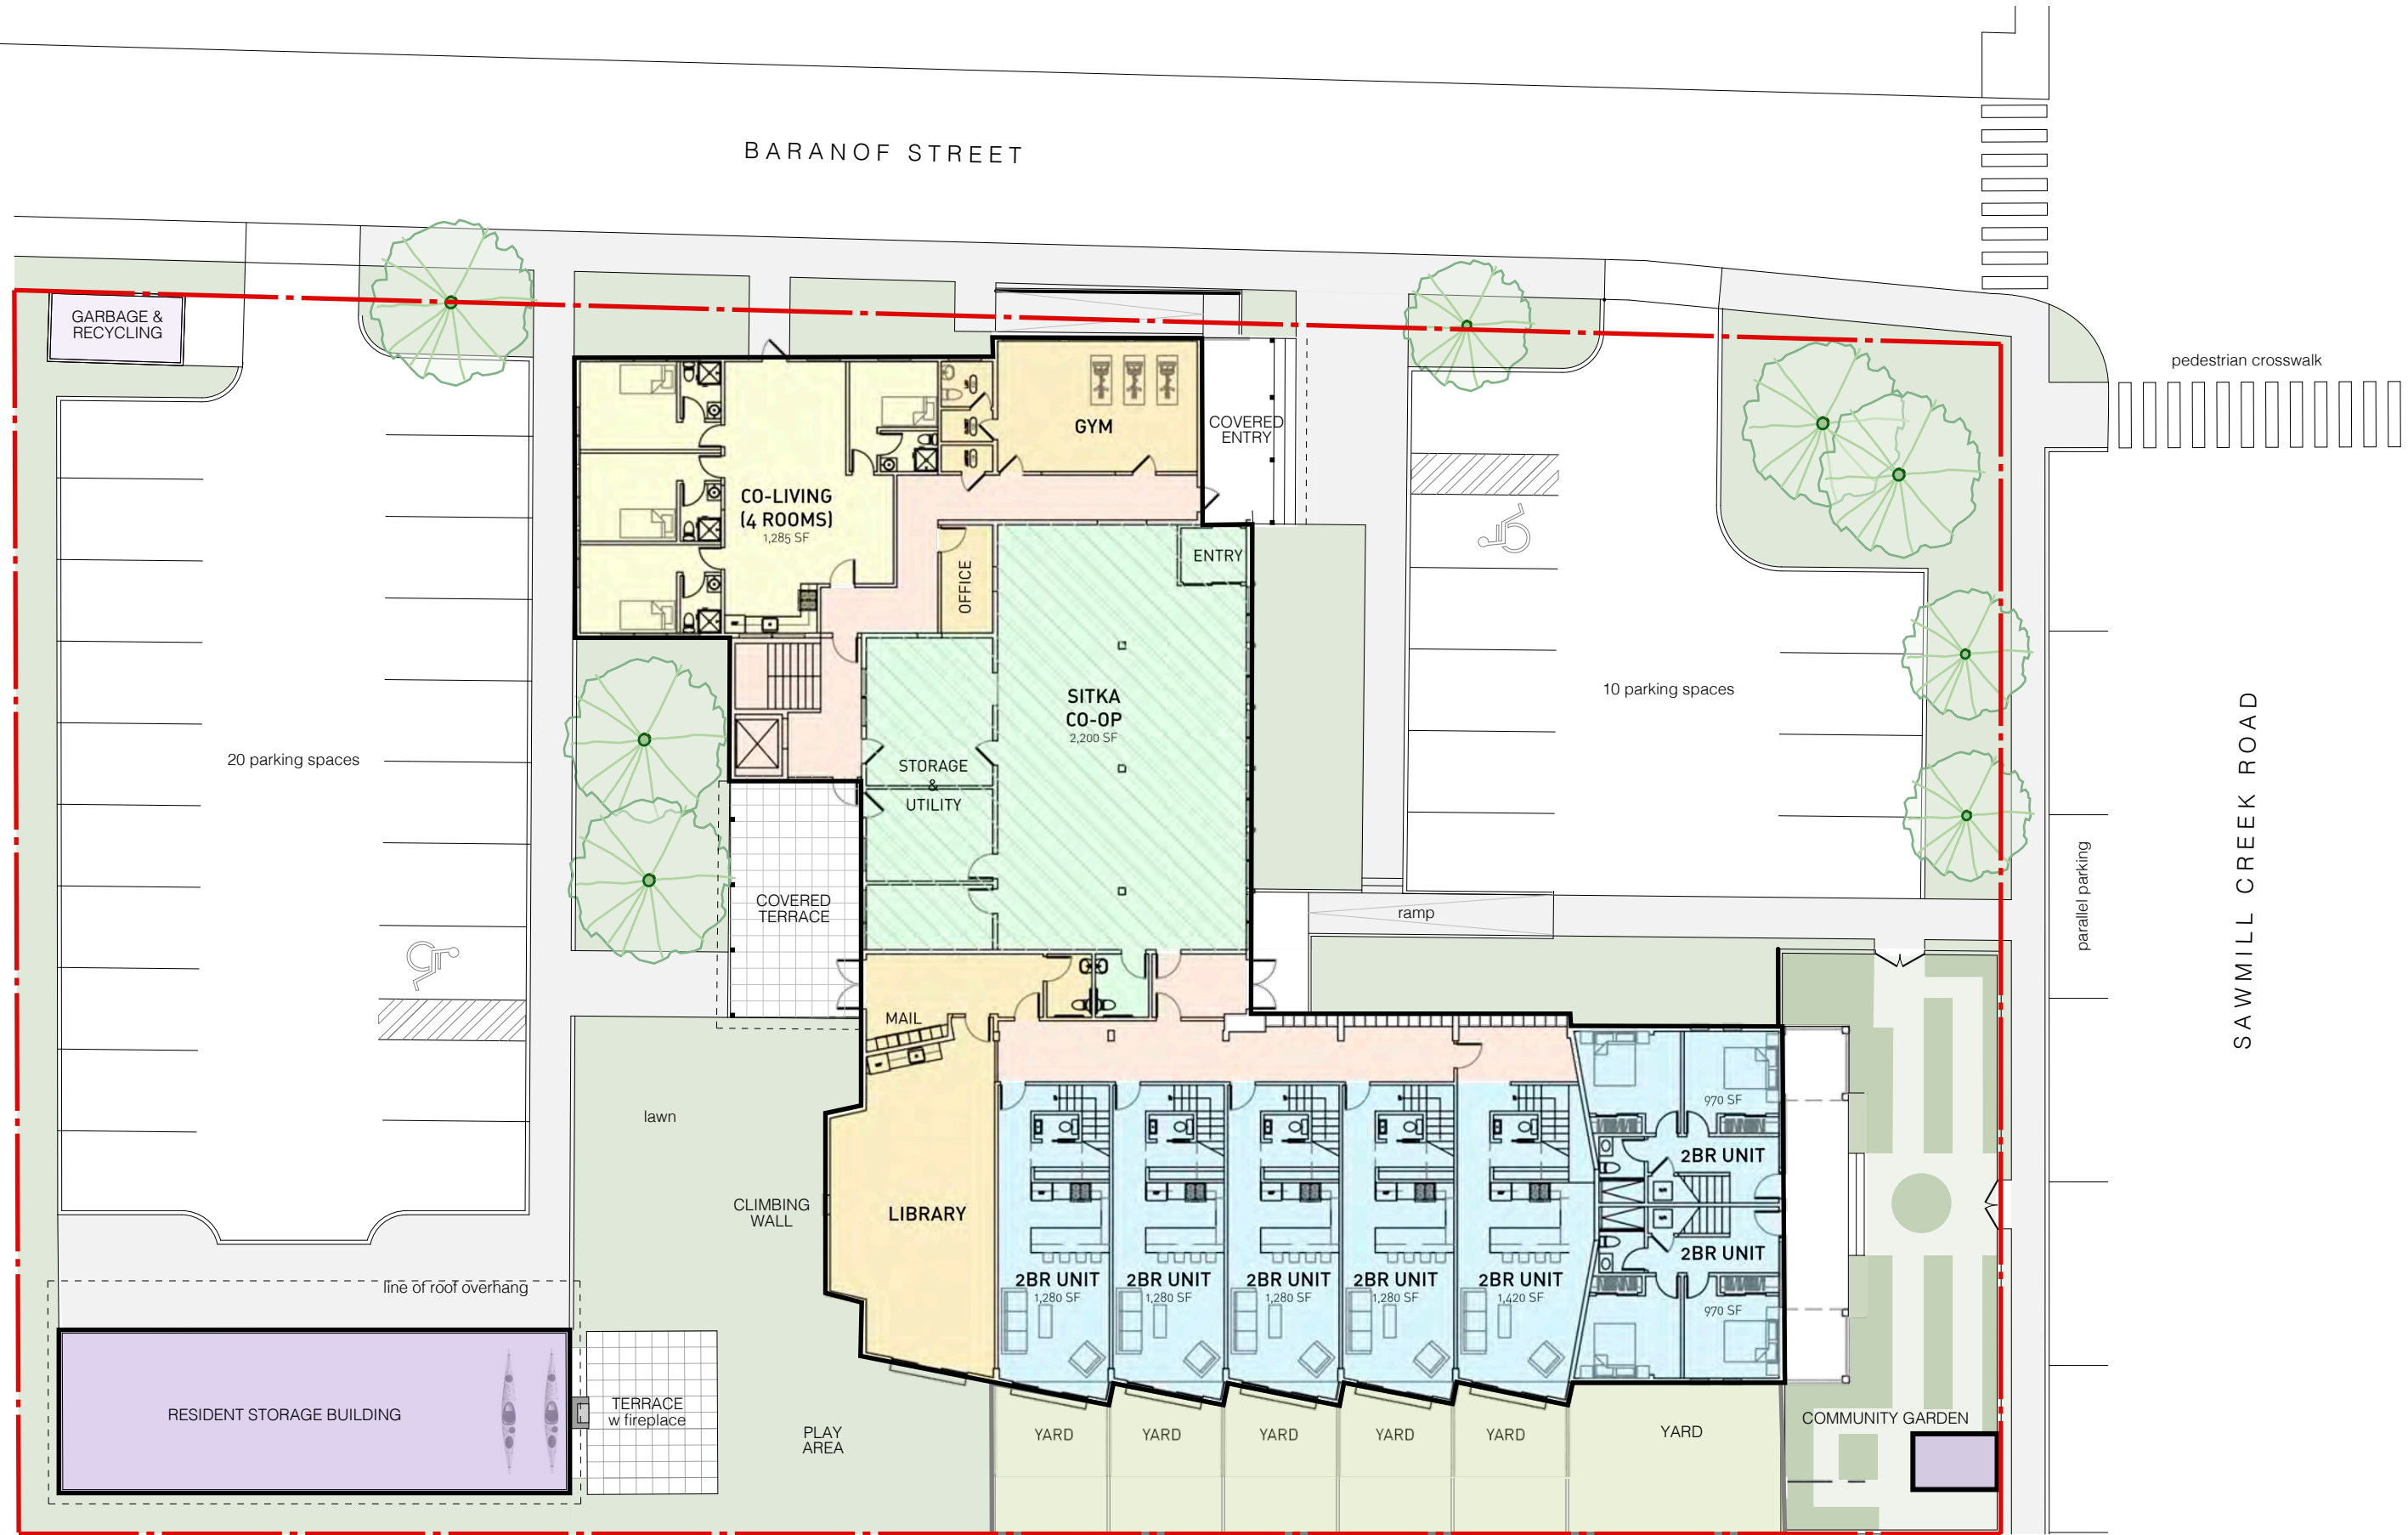 BARANOF STREET
GARBAGE &
RECYCLING
pedestrian crosswalk
COVERED
ENTRY
GYM
CO-LIVING
(4 ROOMS)
1,285 SF
ENTRY
OFFICE
SITKA
CO-OP
2,200 SF
10 parking spaces
20 parking spaces
STORAGE
&
UTILITY
SAWMILL CREEK ROAD
parallel parking
COVERED
TERRACE
ramp
MAIL
lawn
970 SF
2BR UNIT
CLIMBING
WALL
LIBRARY
2BR UNIT
line of roof overhang
2BR UNIT
1,280 SF
2BR UNIT
1,280 SF
2BR UNIT
1,280 SF
2BR UNIT
1,280 SF
2BR UNIT
1,420 SF
970 SF
RESIDENT STORAGE BUILDING
TERRACE
w fireplace
PLAY
AREA
YARD
YARD
YARD
YARD
YARD
YARD
COMMUNITY GARDEN